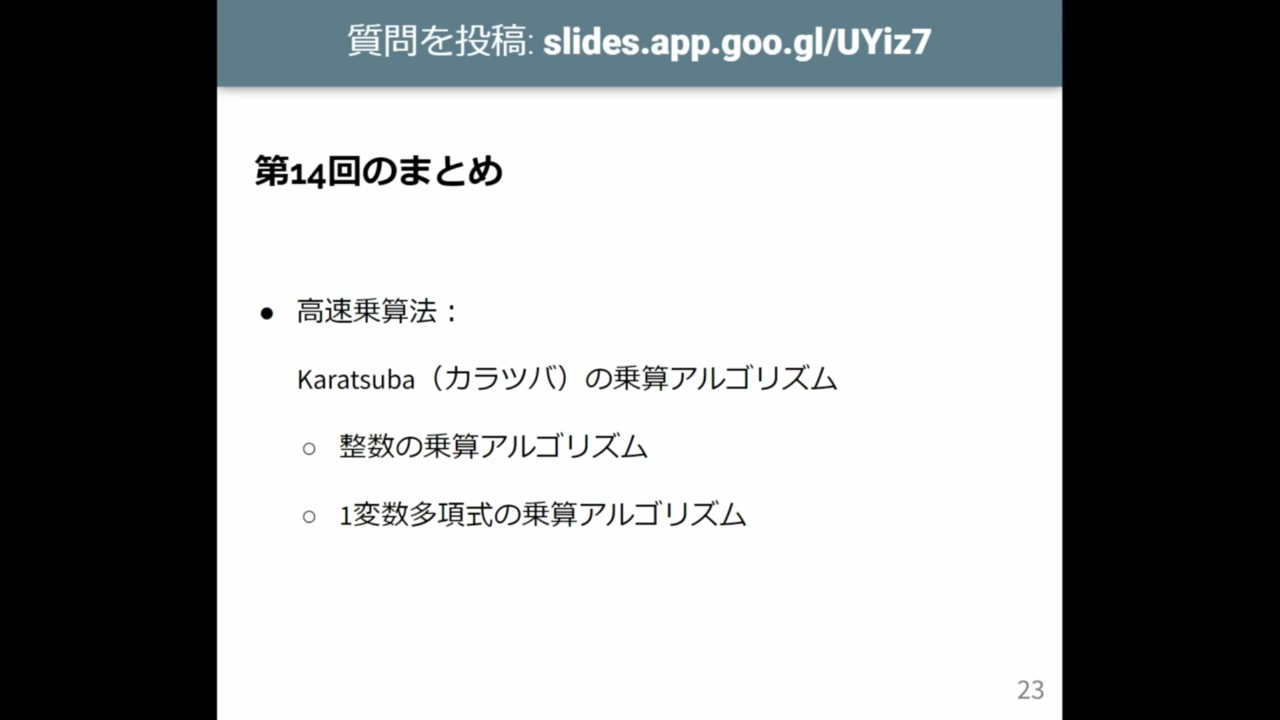 質問を投稿: slides.app.goo.gl/UYiz7
第14回のまとめ
● 高速乗算法：
Karatsuba（カラツバ）の乗算アルゴリズム
○ 整数の乗算アルゴリズム
○ 1変数多項式の乗算アルゴリズム
23